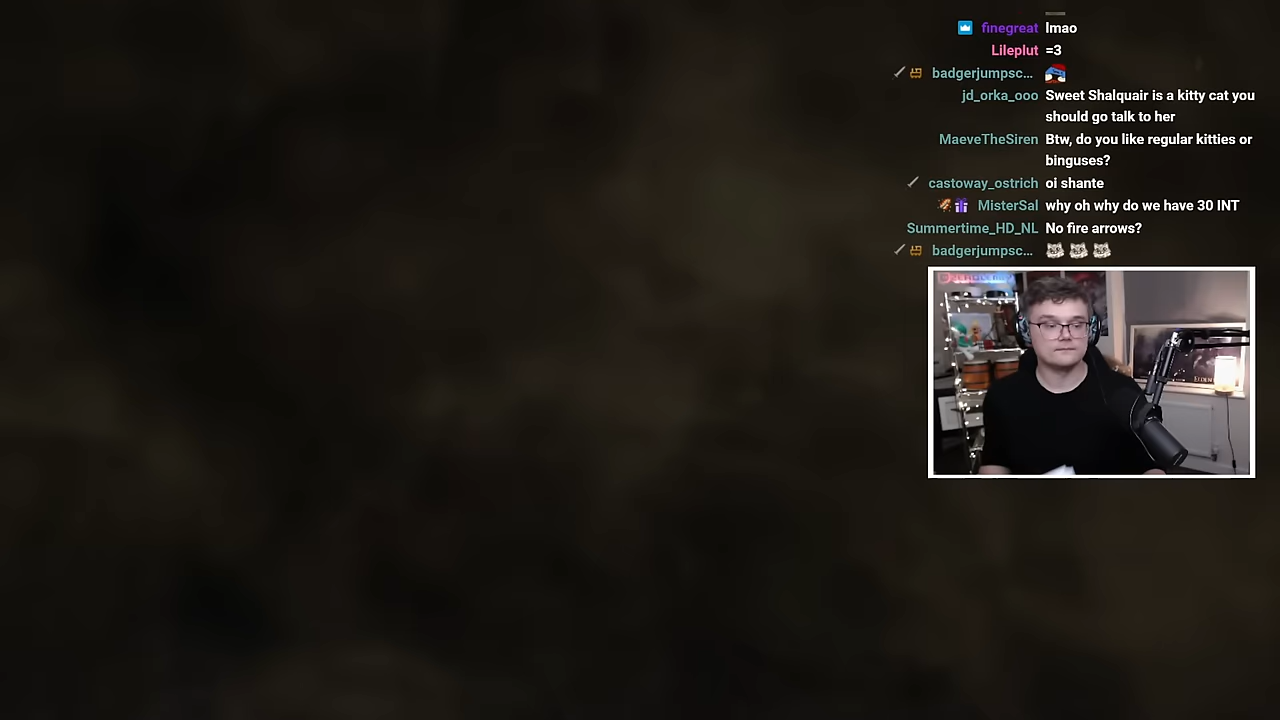 finegreat lmao
Lileplut =3
badgerjumpsc...
jd_orka_ooo Sweet Shalquair is a kitty cat you
should go talk to her
MaeveTheSiren Btw, do you like regular kitties or
binguses?
castoway_ostrich oi shante
MisterSal why oh why do we have 30 INT
Summertime_HD_NL No fire arrows?
badgerjumpsc...